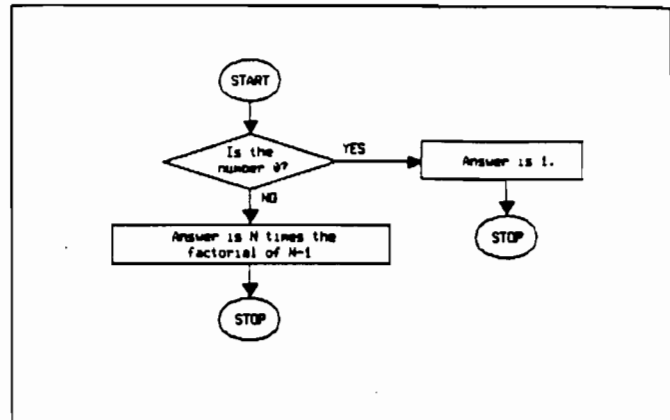 START
Is the
number 0?
YES
Answer is 1.
NO
STOP
Answer is N times the
factorial of N-1
STOP